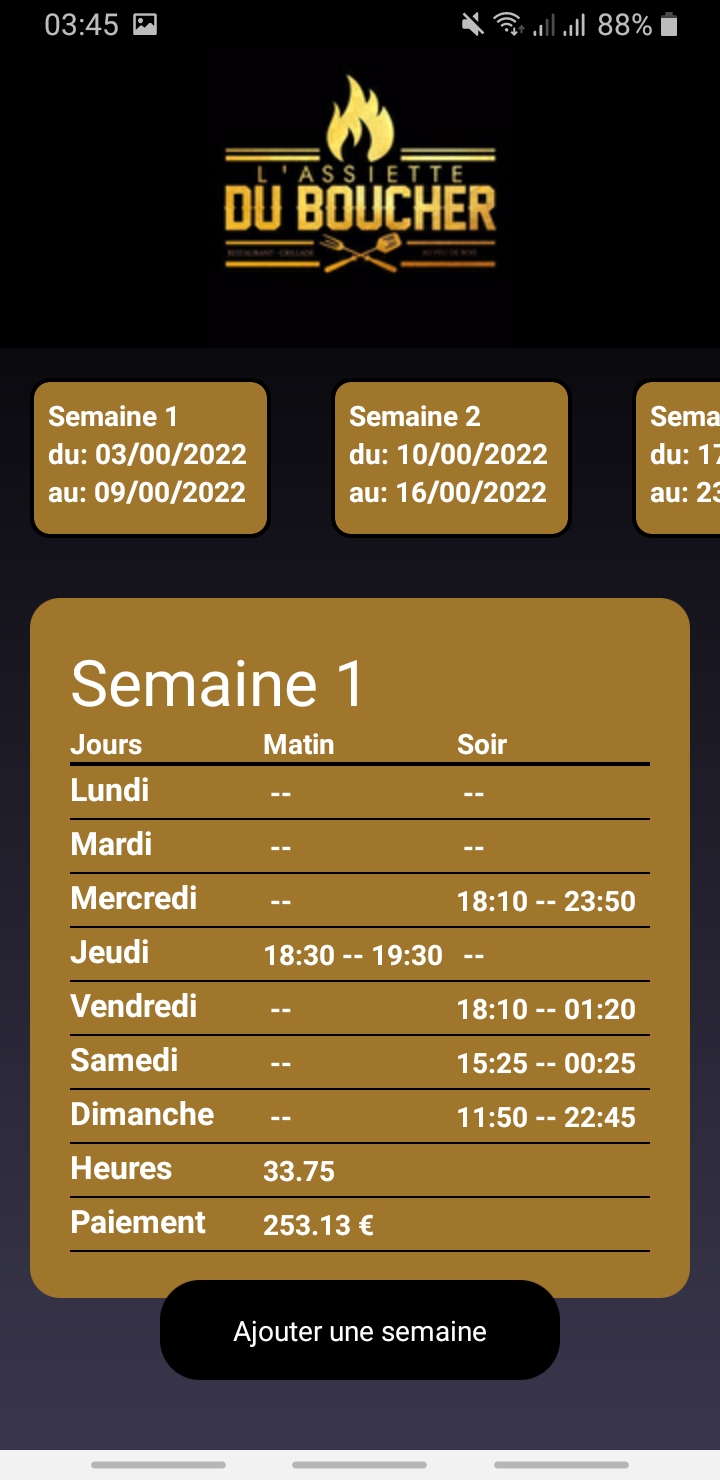 03:45 88%
L'ASSIETTE
DU BOUCHER
RESTAURANT - GRILLADE AU FEU DE BOIS
Semaine 1
du: 03/00/2022
au: 09/00/2022
Semaine 2
du: 10/00/2022
au: 16/00/2022
Sema
du: 17
au: 23
Semaine 1
Jours Matin Soir
Lundi -- --
Mardi -- --
Mercredi -- 18:10 -- 23:50
Jeudi 18:30 -- 19:30 --
Vendredi -- 18:10 -- 01:20
Samedi -- 15:25 -- 00:25
Dimanche -- 11:50 -- 22:45
Heures 33.75
Paiement 253.13 €
Ajouter une semaine